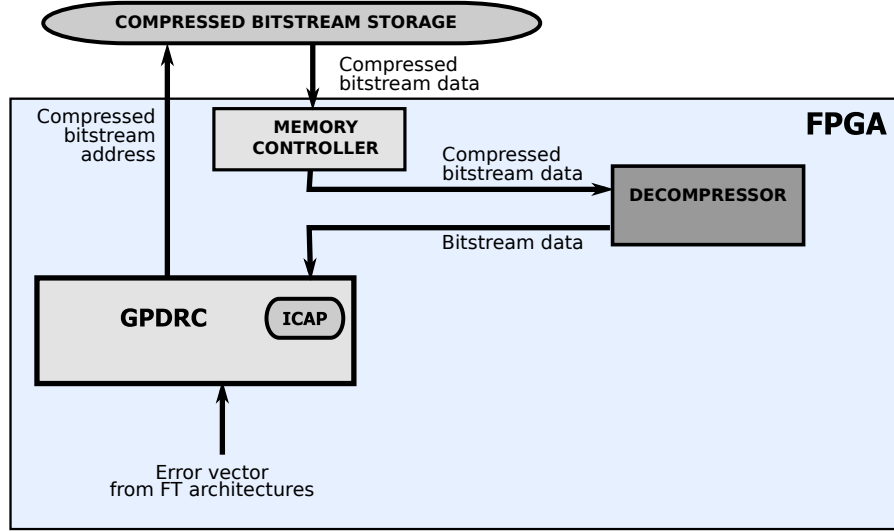 COMPRESSED BITSTREAM STORAGE
Compressed
bitstream data
Compressed
bitstream
address
MEMORY
CONTROLLER
FPGA
Compressed
bitstream data
DECOMPRESSOR
Bitstream data
GPDRC
ICAP
Error vector
from FT architectures